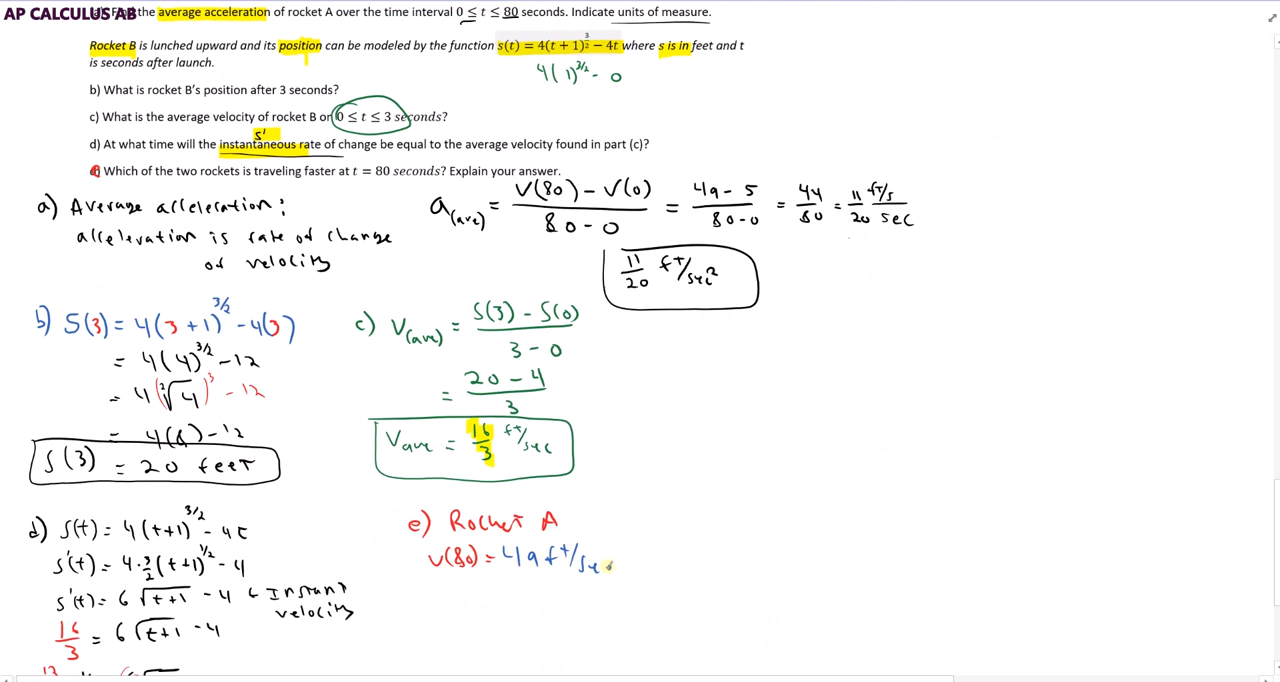 AP CALCULUS AB
the average acceleration of rocket A over the time interval 0 ≤ t ≤ 80 seconds. Indicate units of measure.
Rocket B is lunched upward and its position can be modeled by the function s(t) = 4(t + 1)^(3/2) − 4t where s is in feet and t
is seconds after launch.
4(1)^(3/2) - 0
b) What is rocket B's position after 3 seconds?
c) What is the average velocity of rocket B on 0 ≤ t ≤ 3 seconds?
s'
d) At what time will the instantaneous rate of change be equal to the average velocity found in part (c)?
Which of the two rockets is traveling faster at t = 80 seconds? Explain your answer.
a) Average acceleration:
acceleration is rate of change
of velocity
a(ave) = (v(80) - v(0))/(80 - 0) = (49 - 5)/(80 - 0) = 44/80 = 11/20 (ft/s)/sec
11/20 ft/sec²
b) S(3) = 4(3 + 1)^(3/2) - 4(3)
= 4(4)^(3/2) - 12
= 4(²√4)³ - 12
= 4(8) - 12
S(3) = 20 feet
c) V(ave) = (S(3) - S(0))/(3 - 0)
= (20 - 4)/3
Vave = 16/3 ft/sec
d) S(t) = 4(t+1)^(3/2) - 4t
S'(t) = 4·3/2(t+1)^(1/2) - 4
S'(t) = 6√(t+1) - 4 ← Instant
velocity
16/3 = 6√(t+1) - 4
e) Rocket A
v(80) = 49 ft/sec